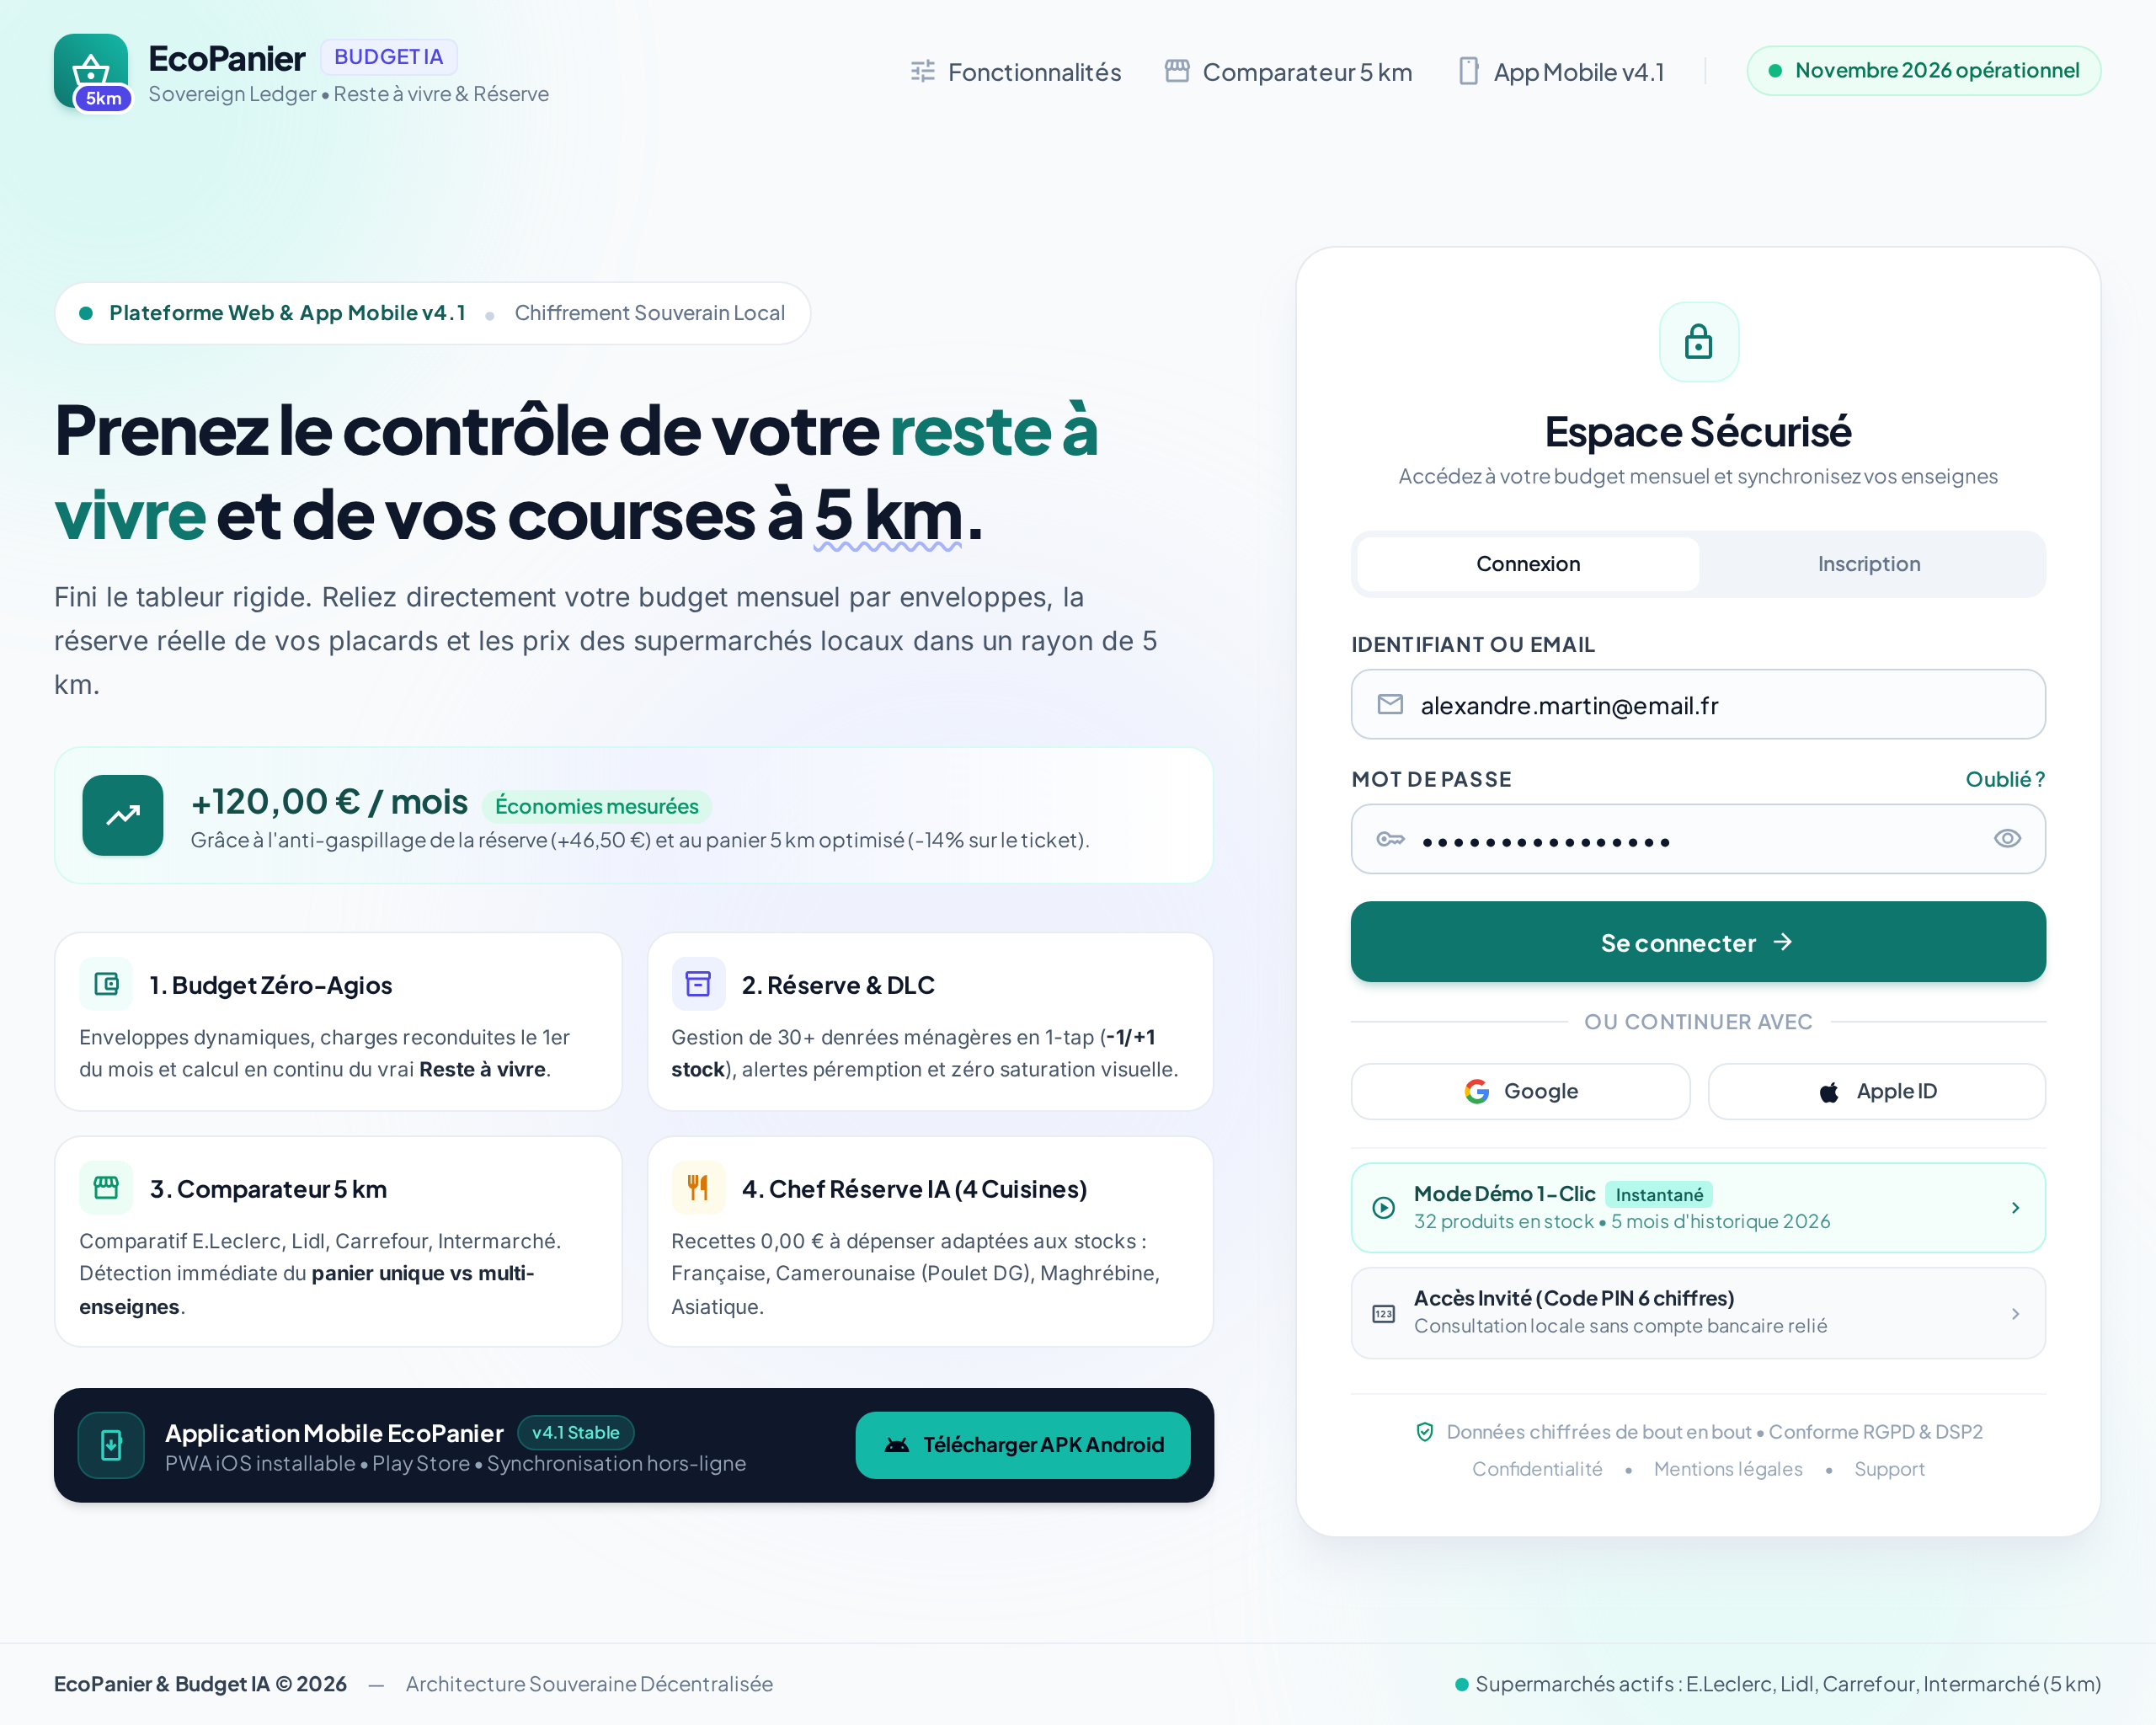 EcoPanier BUDGET IA
5km
Sovereign Ledger • Reste à vivre & Réserve
Fonctionnalités
Comparateur 5 km
App Mobile v4.1
Novembre 2026 opérationnel
Plateforme Web & App Mobile v4.1 • Chiffrement Souverain Local
Prenez le contrôle de votre reste à
vivre et de vos courses à 5 km.
Fini le tableur rigide. Reliez directement votre budget mensuel par enveloppes, la
réserve réelle de vos placards et les prix des supermarchés locaux dans un rayon de 5
km.
+120,00 € / mois Économies mesurées
Grâce à l'anti-gaspillage de la réserve (+46,50 €) et au panier 5 km optimisé (-14% sur le ticket).
1. Budget Zéro-Agios
Enveloppes dynamiques, charges reconduites le 1er
du mois et calcul en continu du vrai Reste à vivre.
2. Réserve & DLC
Gestion de 30+ denrées ménagères en 1-tap (-1/+1
stock), alertes péremption et zéro saturation visuelle.
3. Comparateur 5 km
Comparatif E.Leclerc, Lidl, Carrefour, Intermarché.
Détection immédiate du panier unique vs multi-
enseignes.
4. Chef Réserve IA (4 Cuisines)
Recettes 0,00 € à dépenser adaptées aux stocks :
Française, Camerounaise (Poulet DG), Maghrébine,
Asiatique.
Application Mobile EcoPanier v4.1 Stable
PWA iOS installable • Play Store • Synchronisation hors-ligne
Télécharger APK Android
Espace Sécurisé
Accédez à votre budget mensuel et synchronisez vos enseignes
Connexion
Inscription
IDENTIFIANT OU EMAIL
alexandre.martin@email.fr
MOT DE PASSE
Oublié ?
••••••••••••••••
Se connecter →
OU CONTINUER AVEC
Google
Apple ID
Mode Démo 1-Clic Instantané
32 produits en stock • 5 mois d'historique 2026
123
Accès Invité (Code PIN 6 chiffres)
Consultation locale sans compte bancaire relié
Données chiffrées de bout en bout • Conforme RGPD & DSP2
Confidentialité • Mentions légales • Support
EcoPanier & Budget IA © 2026 — Architecture Souveraine Décentralisée
Supermarchés actifs : E.Leclerc, Lidl, Carrefour, Intermarché (5 km)